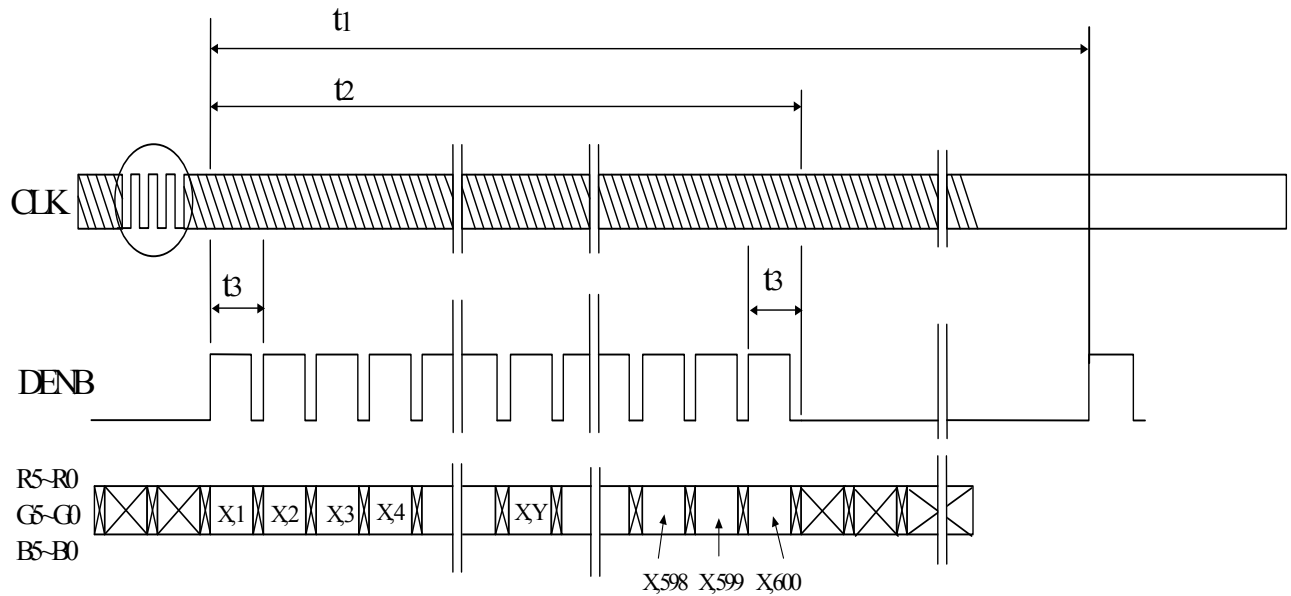 t1
t2
CLK
t3 t3
DENB
R5~R0
G5~G0
B5~B0
X,1 X,2 X,3 X,4 X,Y
X,598 X,599 X,600